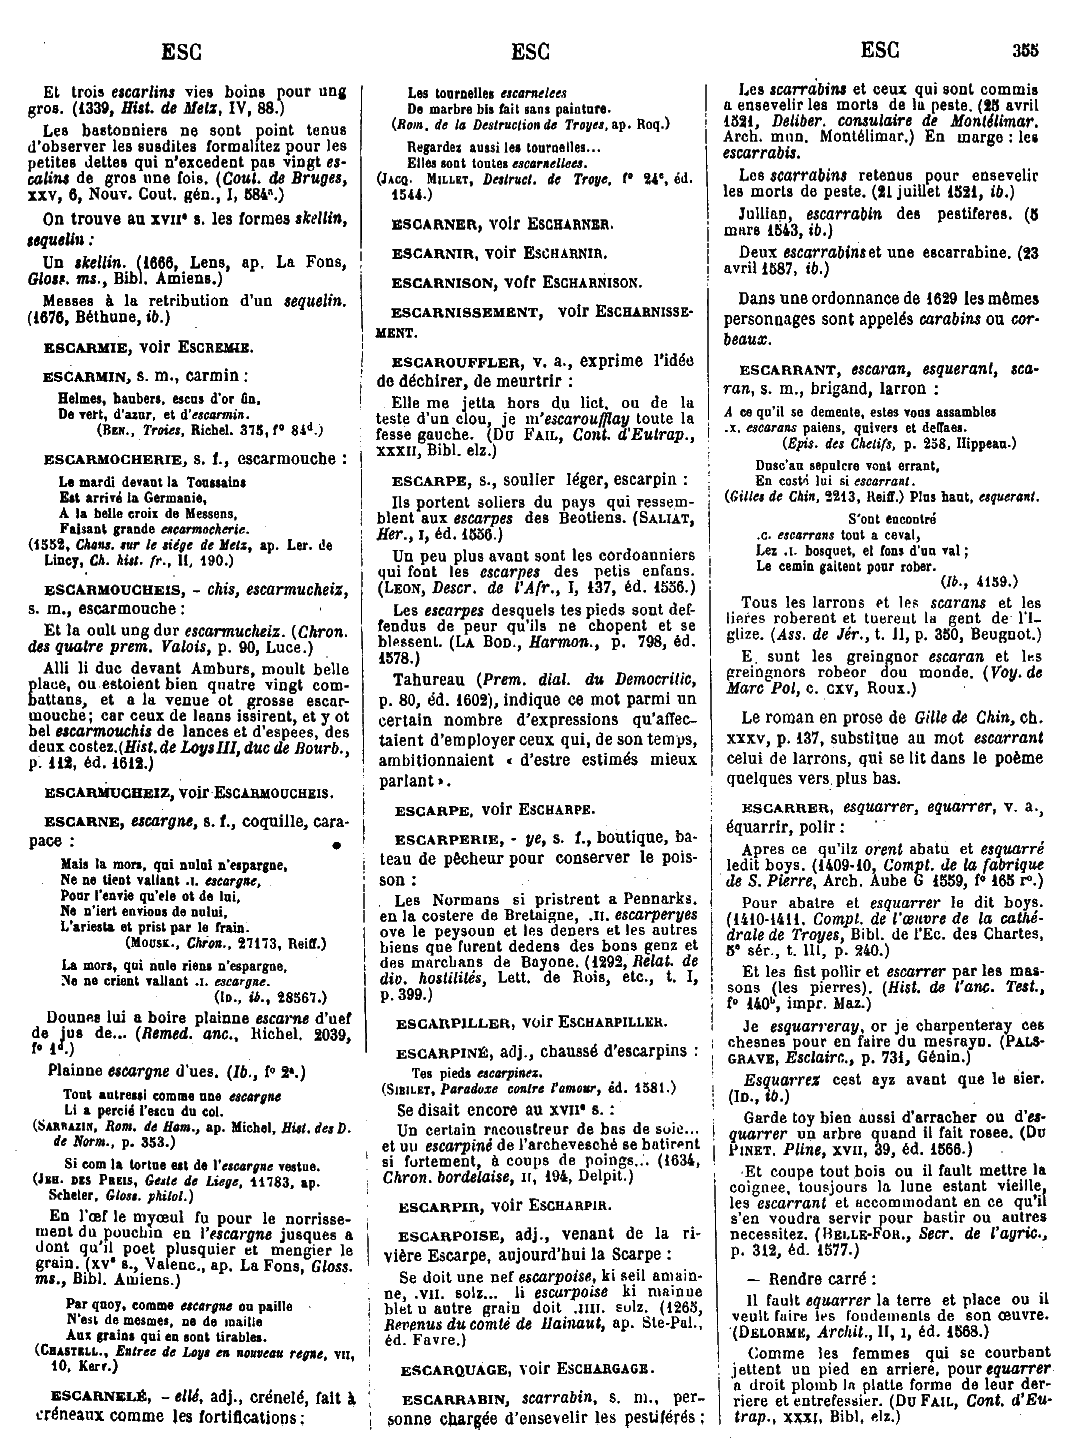 ESC
ESC
ESC
355
Et trois escarlins vies boins pour ung
gros. (1339, Hist. de Metz, IV, 88.)
Les bastonniers ne sont point tenus
d'observer les susdites formalitez pour les
petites dettes qui n'excedent pas vingt es-
calins de gros une fois. (Cout. de Bruges,
xxv, 6, Nouv. Cout. gén., I, 584ª.)
On trouve au xviiᵉ s. les formes skellin,
sequelin :
Un skellin. (1666, Lens, ap. La Fons,
Gloss. ms., Bibl. Amiens.)
Messes à la retribution d'un sequelin.
(1676, Béthune, ib.)
ESCARMIE, voir ESCREMIE.
ESCARMIN, s. m., carmin :
Helmes, haubers, escus d'or fin,
De vert, d'azur, et d'escarmin.
(BEN., Troies, Richel. 375, fº 84ᵈ.)
ESCARMOCHERIE, s. f., escarmouche :
Le mardi devant la Toussains
Est arrivé la Germanie,
A la belle croix de Messens,
Faisant grande escarmocherie.
(1552, Chans. sur le siége de Metz, ap. Ler. de
Lincy, Ch. hist. fr., II, 190.)
ESCARMOUCHEIS, - chis, escarmucheiz,
s. m., escarmouche :
Et la oult ung dur escarmucheiz. (Chron.
des quatre prem. Valois, p. 90, Luce.)
Alli li duc devant Amburs, moult belle
place, ou estoient bien quatre vingt com-
battans, et a la venue ot grosse escar-
mouche ; car ceux de leans issirent, et y ot
bel escarmouchis de lances et d'espees, des
deux costez. (Hist. de Loys III, duc de Bourb.,
p. 112, éd. 1612.)
ESCARMUCHEIZ, voir ESCARMOUCHEIS.
ESCARNE, escargne, s. f., coquille, cara-
pace :
Mais la mors, qui nului n'espargne,
Ne ne tient vallant .I. escargne,
Pour l'envie qu'ele ot de lui,
Ne n'iert envious de nului,
L'ariesta et prist par le frain.
(MOUSK., Chron., 27173, Reiff.)
La mors, qui nule riens n'espargne,
Ne ne crient vallant .I. escargne.
(ID., ib., 28567.)
Dounes lui a boire plainne escarne d'uef
de jus de... (Remed. anc., Richel. 2039,
fº 1ᵈ.)
Plainne escargne d'ues. (Ib., fº 2ª.)
Tout autressi comme une escargne
Li a percié l'escu du col.
(SARRAZIN, Rom. de Ham., ap. Michel, Hist. des D.
de Norm., p. 353.)
Si com la tortue est de l'escargne vestue.
(JEH. DES PREIS, Geste de Liege, 11783, ap.
Scheler, Gloss. philol.)
En l'œf le myœul fu pour le norrisse-
ment du pouchin en l'escargne jusques a
dont qu'il poet plusquier et mengier le
grain. (xvᵉ s., Valenc., ap. La Fons, Gloss.
ms., Bibl. Amiens.)
Par quoy, comme escargne ou paille
N'est de mesmes, ne de maille
Aux grains qui en sont tirables.
(CHASTELL., Entree de Loys en nouveau regne, VII,
10, Kerv.)
ESCARNELÉ, - ellé, adj., crénelé, fait à
créneaux comme les fortifications :
Les tournelles escarnelees
De marbre bis fait sans painture.
(Rom. de la Destruction de Troyes, ap. Roq.)
Regardez aussi les tournelles...
Elles sont toutes escarnellees.
(JACQ. MILLET, Destruct. de Troye, fº 24ᵉ, éd.
1544.)
ESCARNER, voir ESCHARNER.
ESCARNIR, voir ESCHARNIR.
ESCARNISON, voir ESCHARNISON.
ESCARNISSEMENT, voir ESCHARNISSE-
MENT.
ESCAROUFFLER, v. a., exprime l'idée
de déchirer, de meurtrir :
Elle me jetta hors du lict, ou de la
teste d'un clou, je m'escaroufflay toute la
fesse gauche. (DU FAIL, Cont. d'Eutrap.,
XXXII, Bibl. elz.)
ESCARPE, s., soulier léger, escarpin :
Ils portent soliers du pays qui ressem-
blent aux escarpes des Beotiens. (SALIAT,
Her., I, éd. 1556.)
Un peu plus avant sont les cordoanniers
qui font les escarpes des petis enfans.
(LEON, Descr. de l'Afr., I, 137, éd. 1556.)
Les escarpes desquels tes pieds sont def-
fendus de peur qu'ils ne chopent et se
blessent. (LA BOD., Harmon., p. 798, éd.
1578.)
Tahureau (Prem. dial. du Democritic,
p. 80, éd. 1602), indique ce mot parmi un
certain nombre d'expressions qu'affec-
taient d'employer ceux qui, de son temps,
ambitionnaient « d'estre estimés mieux
parlant ».
ESCARPE, voir ESCHARPE.
ESCARPERIE, - ye, s. f., boutique, ba-
teau de pêcheur pour conserver le pois-
son :
Les Normans si pristrent a Pennarks,
en la costere de Bretaigne, .II. escarperyes
ove le peysoun et les deners et les autres
biens que furent dedens des bons genz et
des marchans de Bayone. (1292, Relat. de
div. hostilités, Lett. de Rois, etc., t. I,
p. 399.)
ESCARPILLER, voir ESCHARPILLER.
ESCARPINÉ, adj., chaussé d'escarpins :
Tes pieds escarpinez.
(SIBILET, Paradoxe contre l'amour, éd. 1581.)
Se disait encore au xviiᵉ s. :
Un certain racoustreur de bas de soie...
et un escarpiné de l'archevesché se batirent
si fortement, à coups de poings... (1634,
Chron. bordelaise, II, 194, Delpit.)
ESCARPIR, voir ESCHARPIR.
ESCARPOISE, adj., venant de la ri-
vière Escarpe, aujourd'hui la Scarpe :
Se doit une nef escarpoise, ki seil amain-
ne, .VII. solz... li escarpoise ki mainne
blet u autre grain doit .IIII. solz. (1265,
Revenus du comté de Hainaut, ap. Ste-Pal.,
éd. Favre.)
ESCARQUAGE, voir ESCHARGAGE.
ESCARRABIN, scarrabin, s. m., per-
sonne chargée d'ensevelir les pestiférés :
Les scarrabins et ceux qui sont commis
a ensevelir les morts de la peste. (25 avril
1521, Deliber. consulaire de Montélimar,
Arch. mun. Montélimar.) En marge : les
escarrabis.
Les scarrabins retenus pour ensevelir
les morts de peste. (21 juillet 1521, ib.)
Jullian, escarrabin des pestiferes. (5
mars 1543, ib.)
Deux escarrabins et une escarrabine. (23
avril 1587, ib.)
Dans une ordonnance de 1629 les mêmes
personnages sont appelés carabins ou cor-
beaux.
ESCARRANT, escaran, esquerant, sca-
ran, s. m., brigand, larron :
A ce qu'il se demente, estes vous assambles
.x. escarans paiens, quivers et deffaes.
(Epis. des Chetifs, p. 258, Hippeau.)
Dusc'au sepulcre vont errant,
En costé lui si escarrant.
(Gilles de Chin, 2213, Reiff.) Plus haut, esquerant.
S'ont encontré
.c. escarrans tout a ceval,
Lez .I. bosquet, el fons d'un val ;
Le cemin gaitent pour rober.
(Ib., 4159.)
Tous les larrons et les scarans et les
lieres roberent et tuerent la gent de l'I-
glize. (Ass. de Jér., t. II, p. 350, Beugnot.)
E sunt les greingnor escaran et les
greingnors robeor dou monde. (Voy. de
Marc Pol, c. CXV, Roux.)
Le roman en prose de Gille de Chin, ch.
xxxv, p. 137, substitue au mot escarrant
celui de larrons, qui se lit dans le poème
quelques vers plus bas.
ESCARRER, esquarrer, equarrer, v. a.,
équarrir, polir :
Apres ce qu'ilz orent abatu et esquarré
ledit boys. (1409-10, Compt. de la fabrique
de S. Pierre, Arch. Aube G 1559, fº 165 rº.)
Pour abatre et esquarrer le dit boys.
(1410-1411. Compt. de l'œuvre de la cathé-
drale de Troyes, Bibl. de l'Ec. des Chartes,
5ᵉ sér., t. III, p. 240.)
Et les fist pollir et escarrer par les mas-
sons (les pierres). (Hist. de l'anc. Test.,
fº 140ᵇ, impr. Maz.)
Je esquarreray, or je charpenteray ces
chesnes pour en faire du mesrayn. (PALS-
GRAVE, Esclairc., p. 731, Génin.)
Esquarrez cest ayz avant que le sier.
(ID., ib.)
Garde toy bien aussi d'arracher ou d'es-
quarrer un arbre quand il fait rosee. (DU
PINET, Pline, XVII, 39, éd. 1566.)
Et coupe tout bois ou il fault mettre la
coignee, tousjours la lune estant vieille,
les escarrant et accommodant en ce qu'il
s'en voudra servir pour bastir ou autres
necessitez. (BELLE-FOR., Secr. de l'agric.,
p. 312, éd. 1577.)
— Rendre carré :
Il fault equarrer la terre et place ou il
veult faire les fondements de son œuvre.
(DELORME, Archit., II, I, éd. 1568.)
Comme les femmes qui se courbant
jettent un pied en arriere, pour equarrer
a droit plomb la platte forme de leur der-
riere et entrefessier. (DU FAIL, Cont. d'Eu-
trap., XXXI, Bibl. elz.)